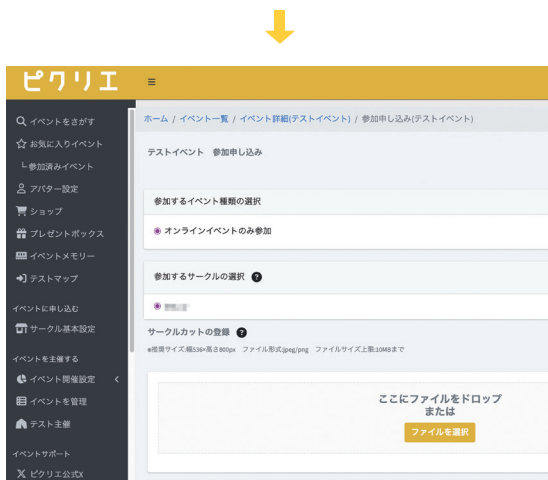 ピクリエ
ホーム / イベント一覧 / イベント詳細(テストイベント) / 参加申し込み(テストイベント)
イベントをさがす
お気に入りイベント
└参加済みイベント
アバター設定
ショップ
プレゼントボックス
イベントメモリー
テストマップ
イベントに申し込む
サークル基本設定
イベントを主催する
イベント開催設定
イベントを管理
テスト主催
イベントサポート
ピクリエ公式X
テストイベント 参加申し込み
参加するイベント種類の選択
オンラインイベントのみ参加
参加するサークルの選択 ?
サークルカットの登録 ?
※推奨サイズ:幅536×高さ800px ファイル形式:jpeg/png ファイルサイズ上限:10MBまで
ここにファイルをドロップ
または
ファイルを選択